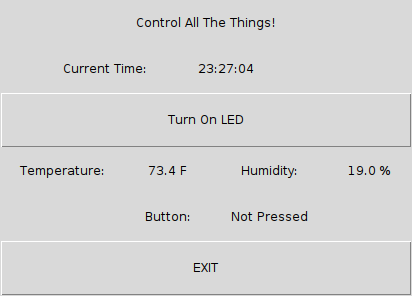 Control All The Things!
Current Time: 23:27:04
Turn On LED
Temperature: 73.4 F Humidity: 19.0 %
Button: Not Pressed
EXIT